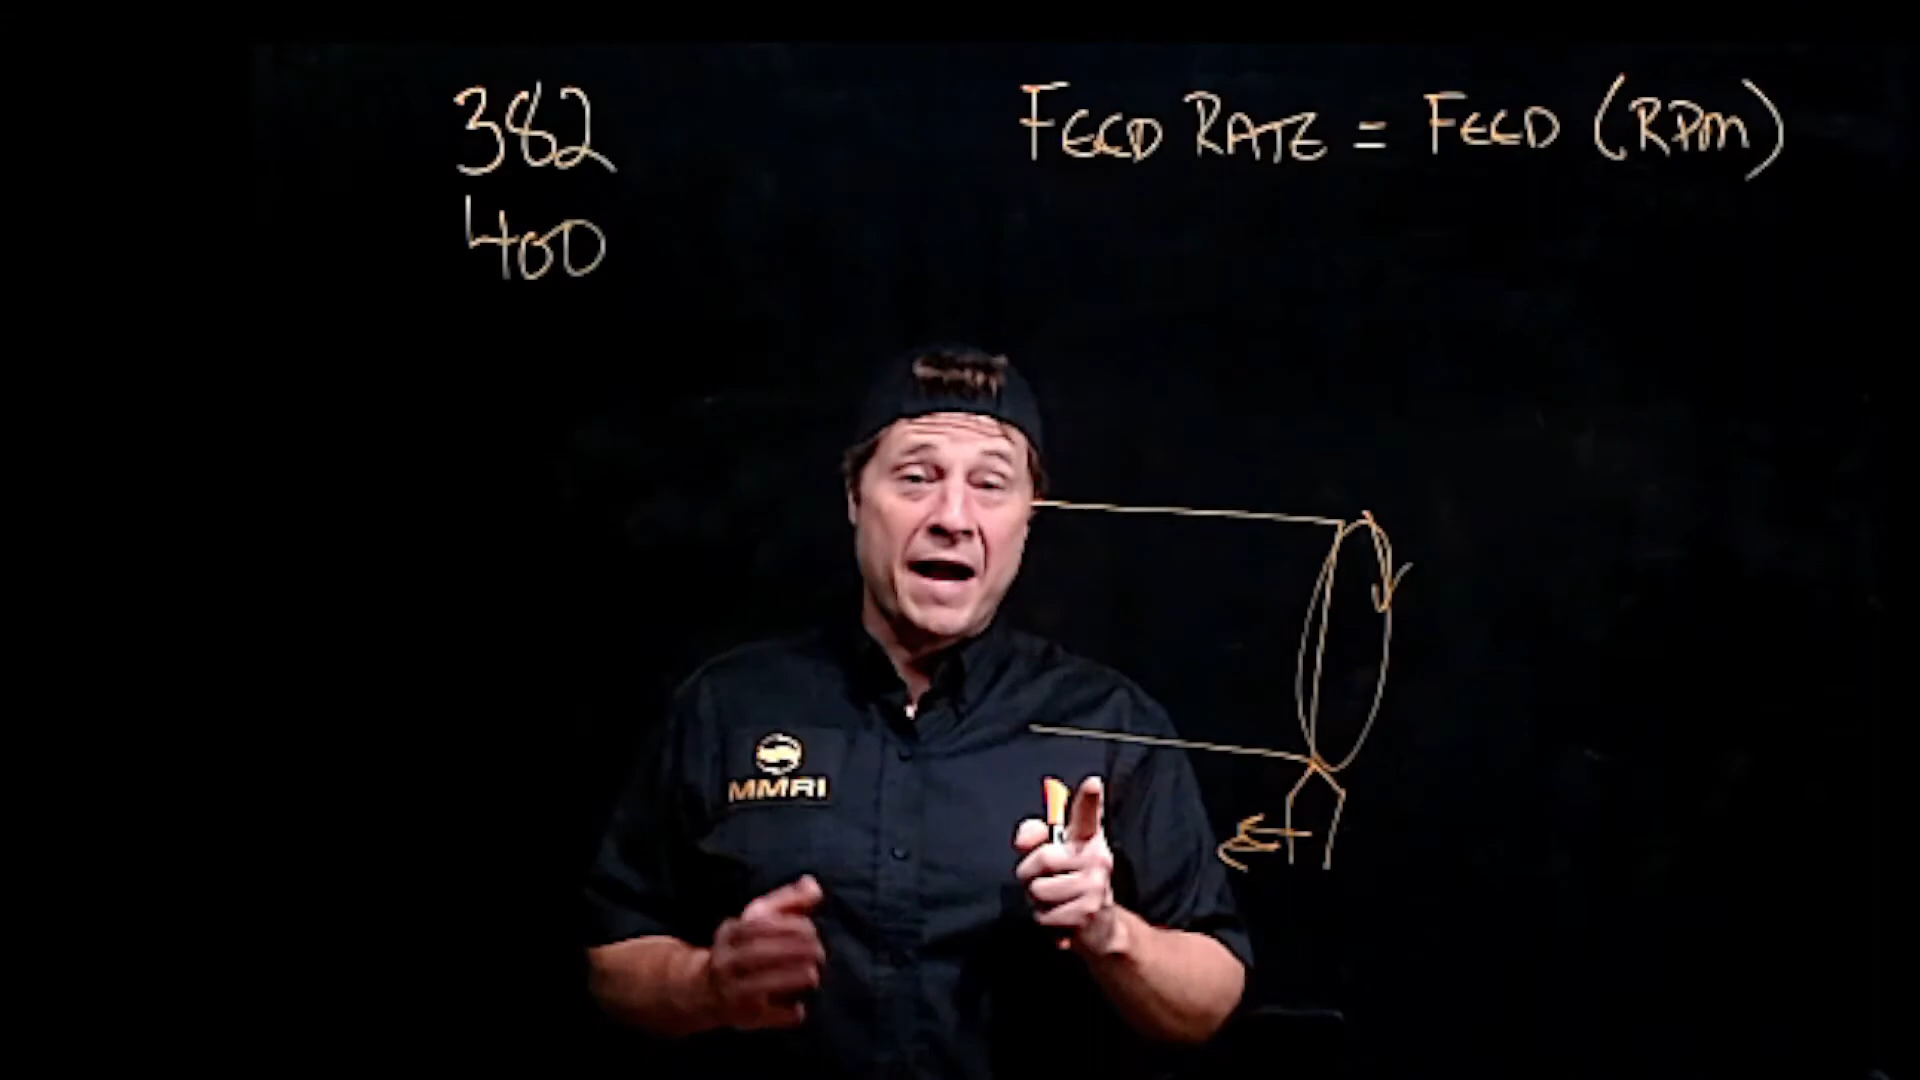 382
400
FEED RATE = FEED (RPM)
MMRI